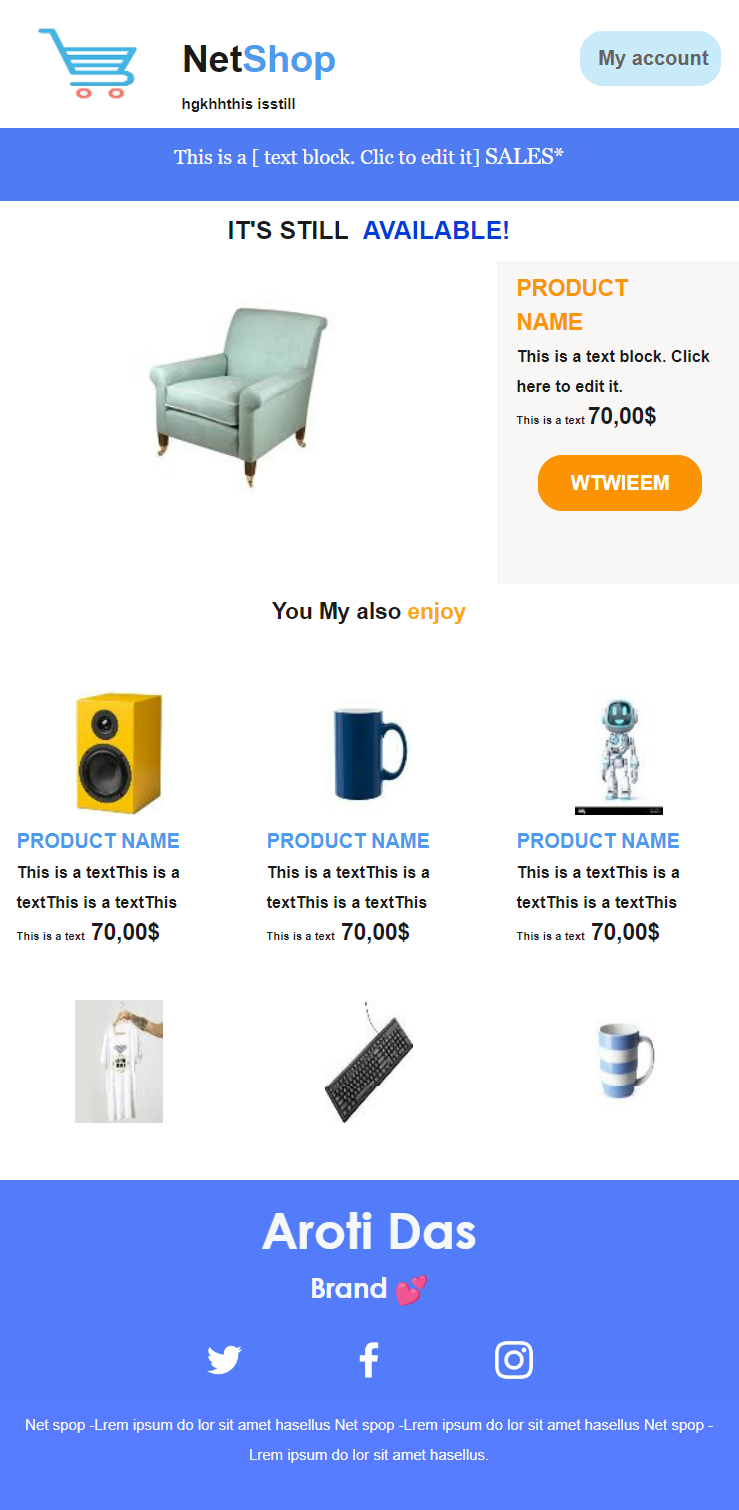 NetShop
My account
hgkhhthis isstill
This is a [ text block. Clic to edit it] SALES*
IT'S STILL AVAILABLE!
PRODUCT
NAME
This is a text block. Click
here to edit it.
This is a text 70,00$
WTWIEEM
You My also enjoy
PRODUCT NAME
This is a textThis is a
textThis is a textThis
This is a text 70,00$
PRODUCT NAME
This is a textThis is a
textThis is a textThis
This is a text 70,00$
PRODUCT NAME
This is a textThis is a
textThis is a textThis
This is a text 70,00$
Aroti Das
Brand 💕
Net spop -Lrem ipsum do lor sit amet hasellus Net spop -Lrem ipsum do lor sit amet hasellus Net spop -
Lrem ipsum do lor sit amet hasellus.